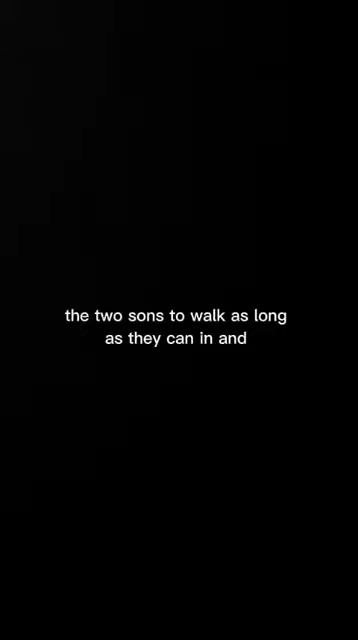 the two sons to walk as long
as they can in and